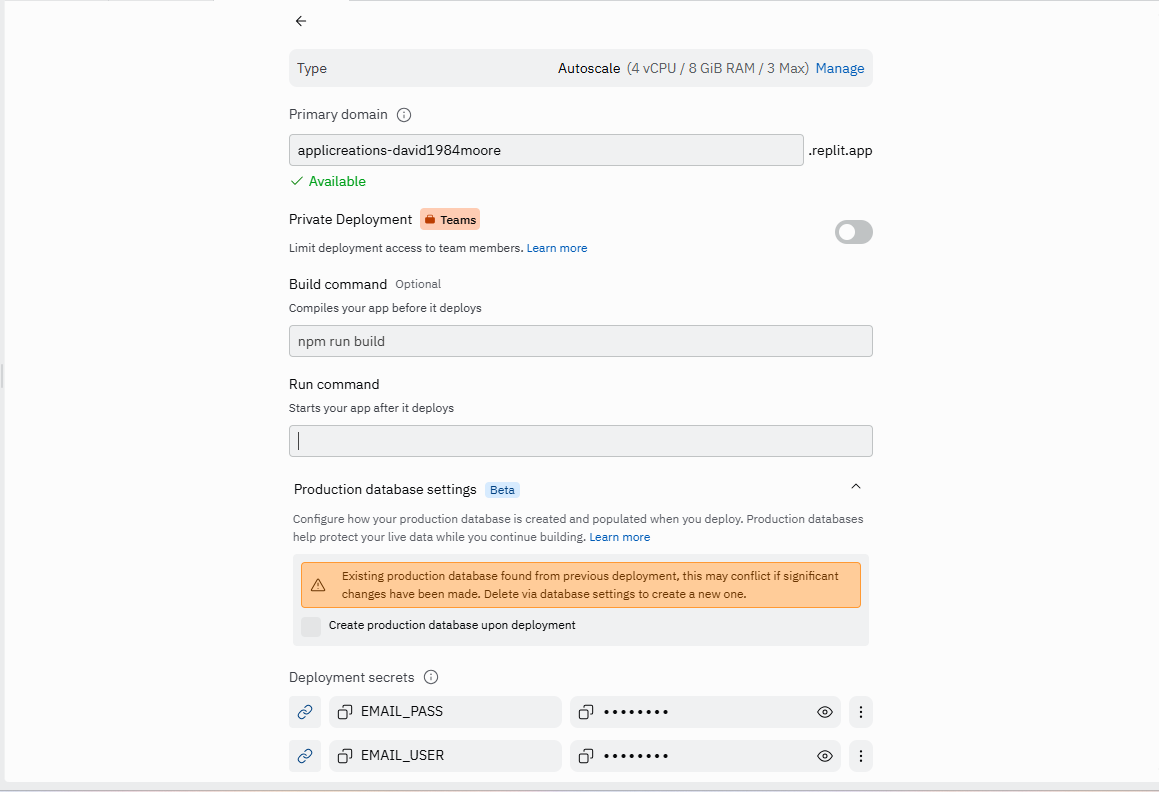 Type Autoscale (4 vCPU / 8 GiB RAM / 3 Max) Manage
Primary domain
applicreations-david1984moore .replit.app
Available
Private Deployment Teams
Limit deployment access to team members. Learn more
Build command Optional
Compiles your app before it deploys
npm run build
Run command
Starts your app after it deploys
Production database settings Beta
Configure how your production database is created and populated when you deploy. Production databases
help protect your live data while you continue building. Learn more
Existing production database found from previous deployment, this may conflict if significant
changes have been made. Delete via database settings to create a new one.
Create production database upon deployment
Deployment secrets
EMAIL_PASS ••••••••
EMAIL_USER ••••••••